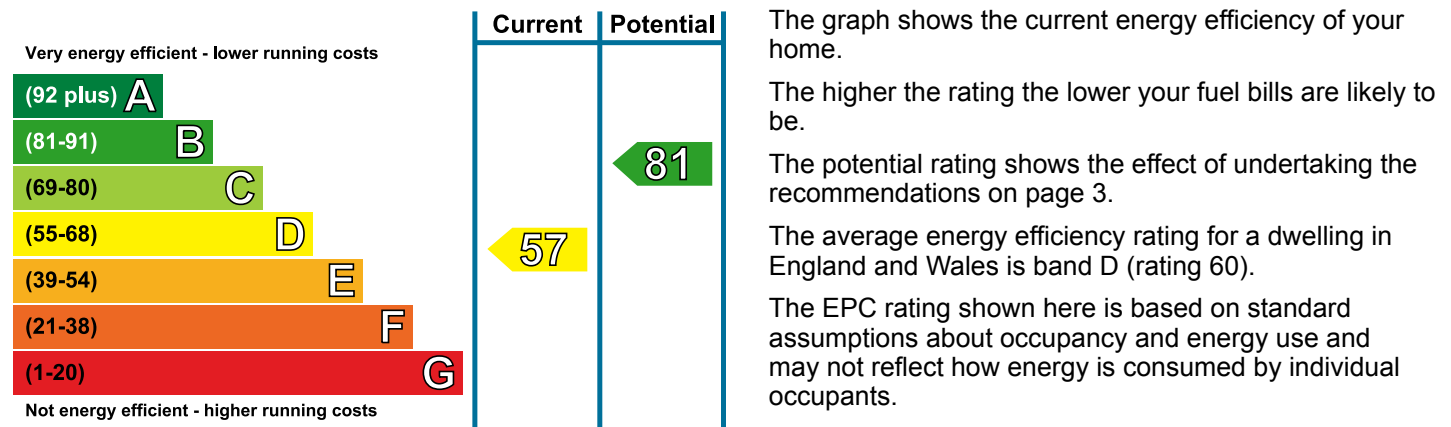 Current Potential
Very energy efficient - lower running costs
(92 plus) A
(81-91) B
(69-80) C
(55-68) D
(39-54) E
(21-38) F
(1-20) G
Not energy efficient - higher running costs
57
81
The graph shows the current energy efficiency of your
home.
The higher the rating the lower your fuel bills are likely to
be.
The potential rating shows the effect of undertaking the
recommendations on page 3.
The average energy efficiency rating for a dwelling in
England and Wales is band D (rating 60).
The EPC rating shown here is based on standard
assumptions about occupancy and energy use and
may not reflect how energy is consumed by individual
occupants.